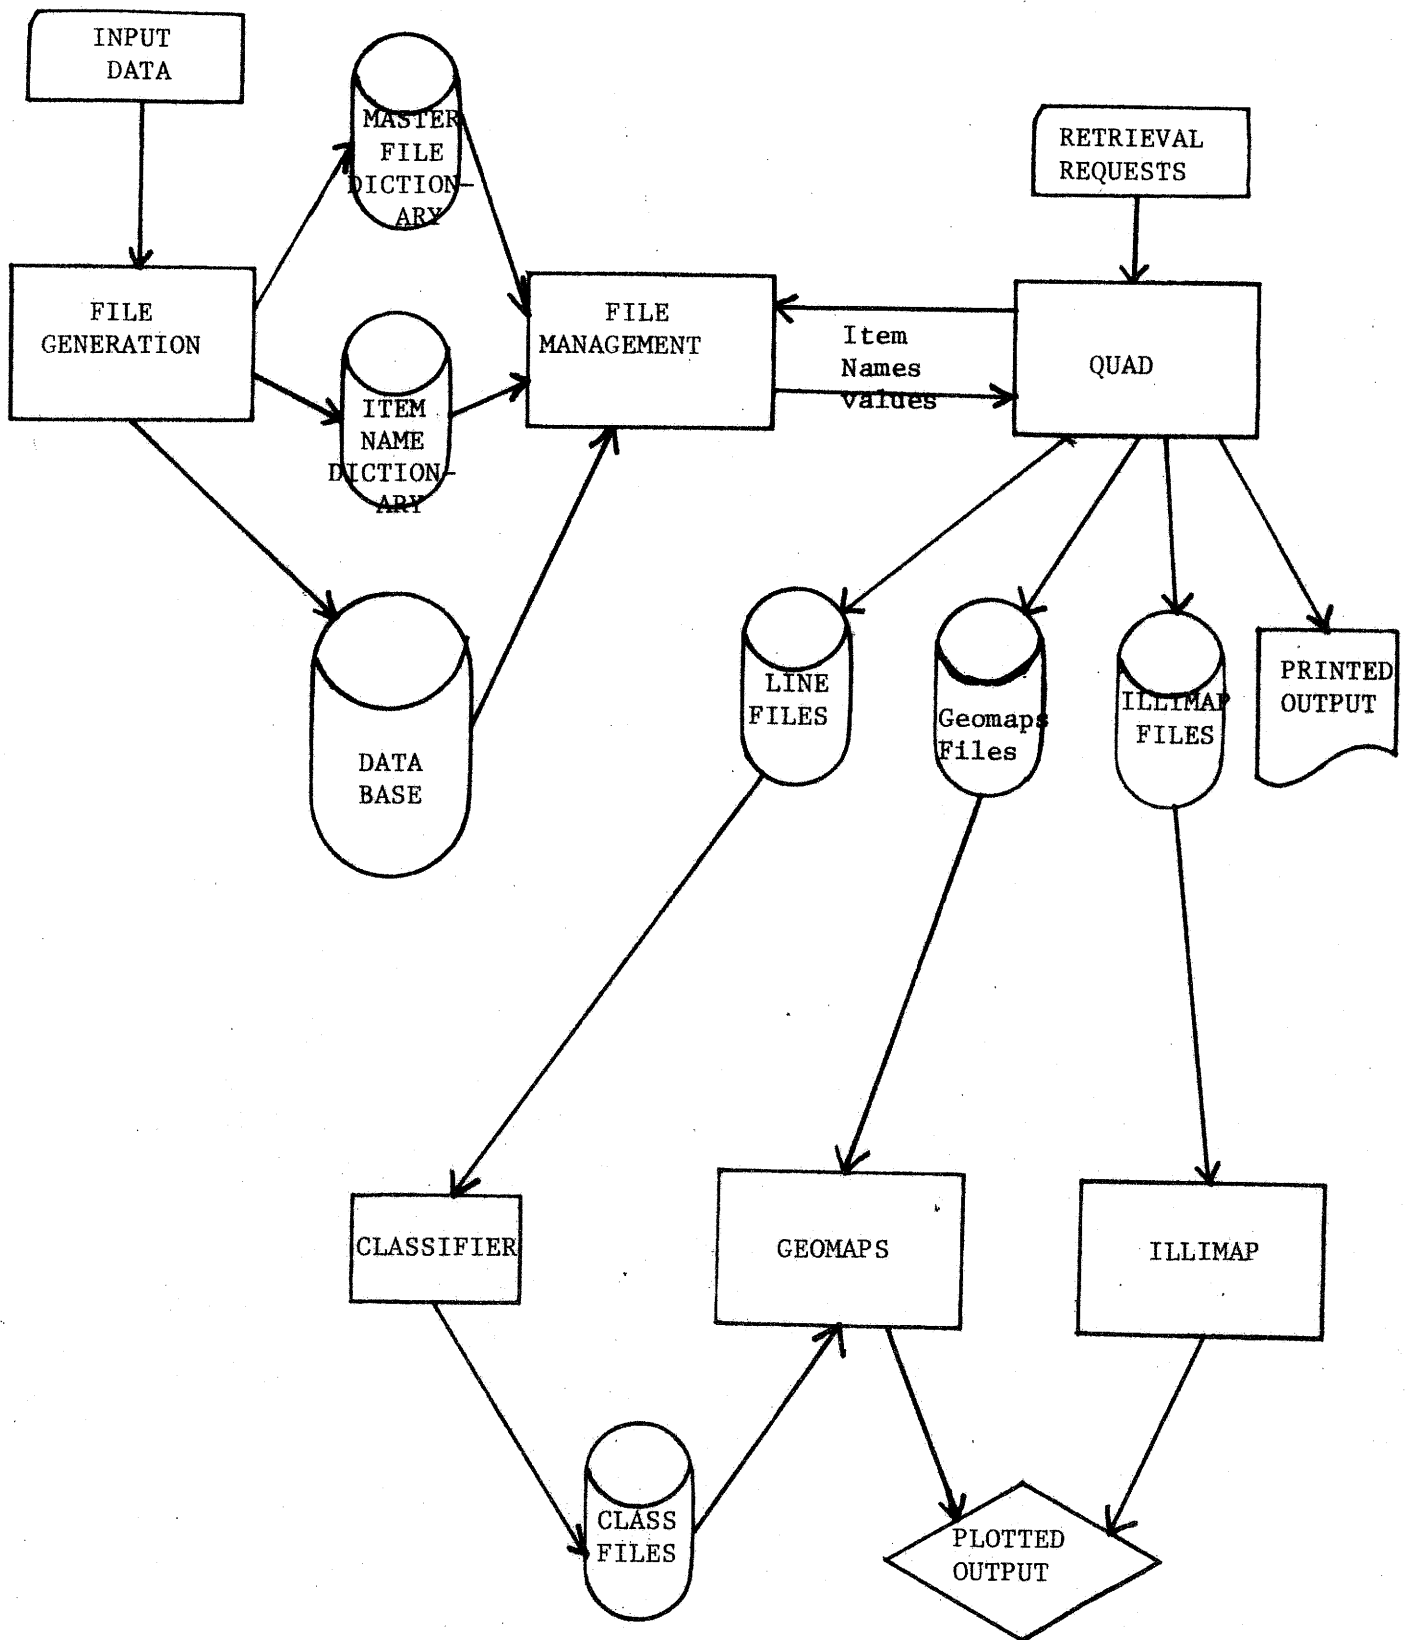 INPUT
DATA
MASTER
FILE
DICTION-
ARY
RETRIEVAL
REQUESTS
FILE
GENERATION
FILE
MANAGEMENT
Item
Names
values
QUAD
ITEM
NAME
DICTION-
ARY
DATA
BASE
LINE
FILES
Geomaps
Files
ILLIMAP
FILES
PRINTED
OUTPUT
CLASSIFIER
GEOMAPS
ILLIMAP
CLASS
FILES
PLOTTED
OUTPUT